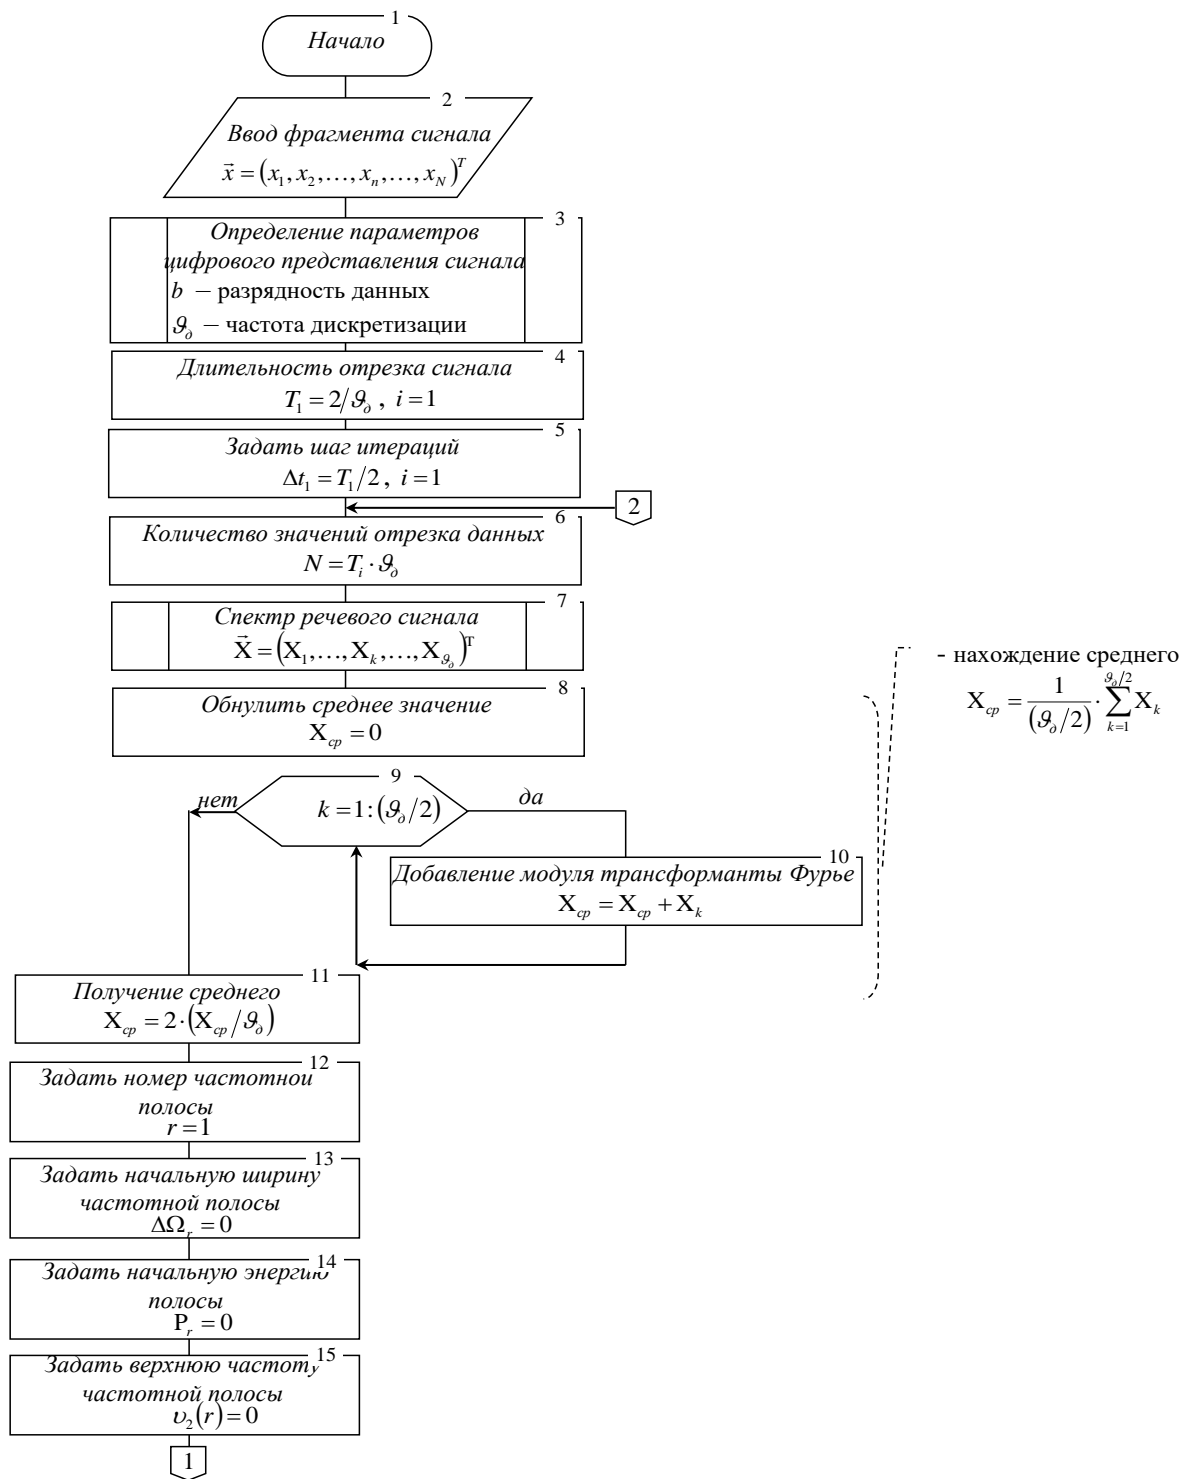 1
Начало
2
Ввод фрагмента сигнала
x⃗ = (x₁, x₂, …, xₙ, …, x_N)ᵀ
3
Определение параметров
цифрового представления сигнала
b – разрядность данных
𝜗_д – частота дискретизации
4
Длительность отрезка сигнала
T₁ = 2/𝜗_д , i = 1
5
Задать шаг итераций
Δt₁ = T₁/2 , i = 1
2
6
Количество значений отрезка данных
N = T_i · 𝜗_д
7
Спектр речевого сигнала
X⃗ = (X₁, …, X_k, …, X_𝜗_д)ᵀ
- нахождение среднего
X_ср = 1/(𝜗_д/2) · ∑_{k=1}^{𝜗_д/2} X_k
8
Обнулить среднее значение
X_ср = 0
9
нет
k = 1 : (𝜗_д/2)
да
10
Добавление модуля трансформанты Фурье
X_ср = X_ср + X_k
11
Получение среднего
X_ср = 2 · (X_ср/𝜗_д)
12
Задать номер частотной
полосы
r = 1
13
Задать начальную ширину
частотной полосы
ΔΩ_r = 0
14
Задать начальную энергию
полосы
P_r = 0
15
Задать верхнюю частоту
частотной полосы
υ₂(r) = 0
1